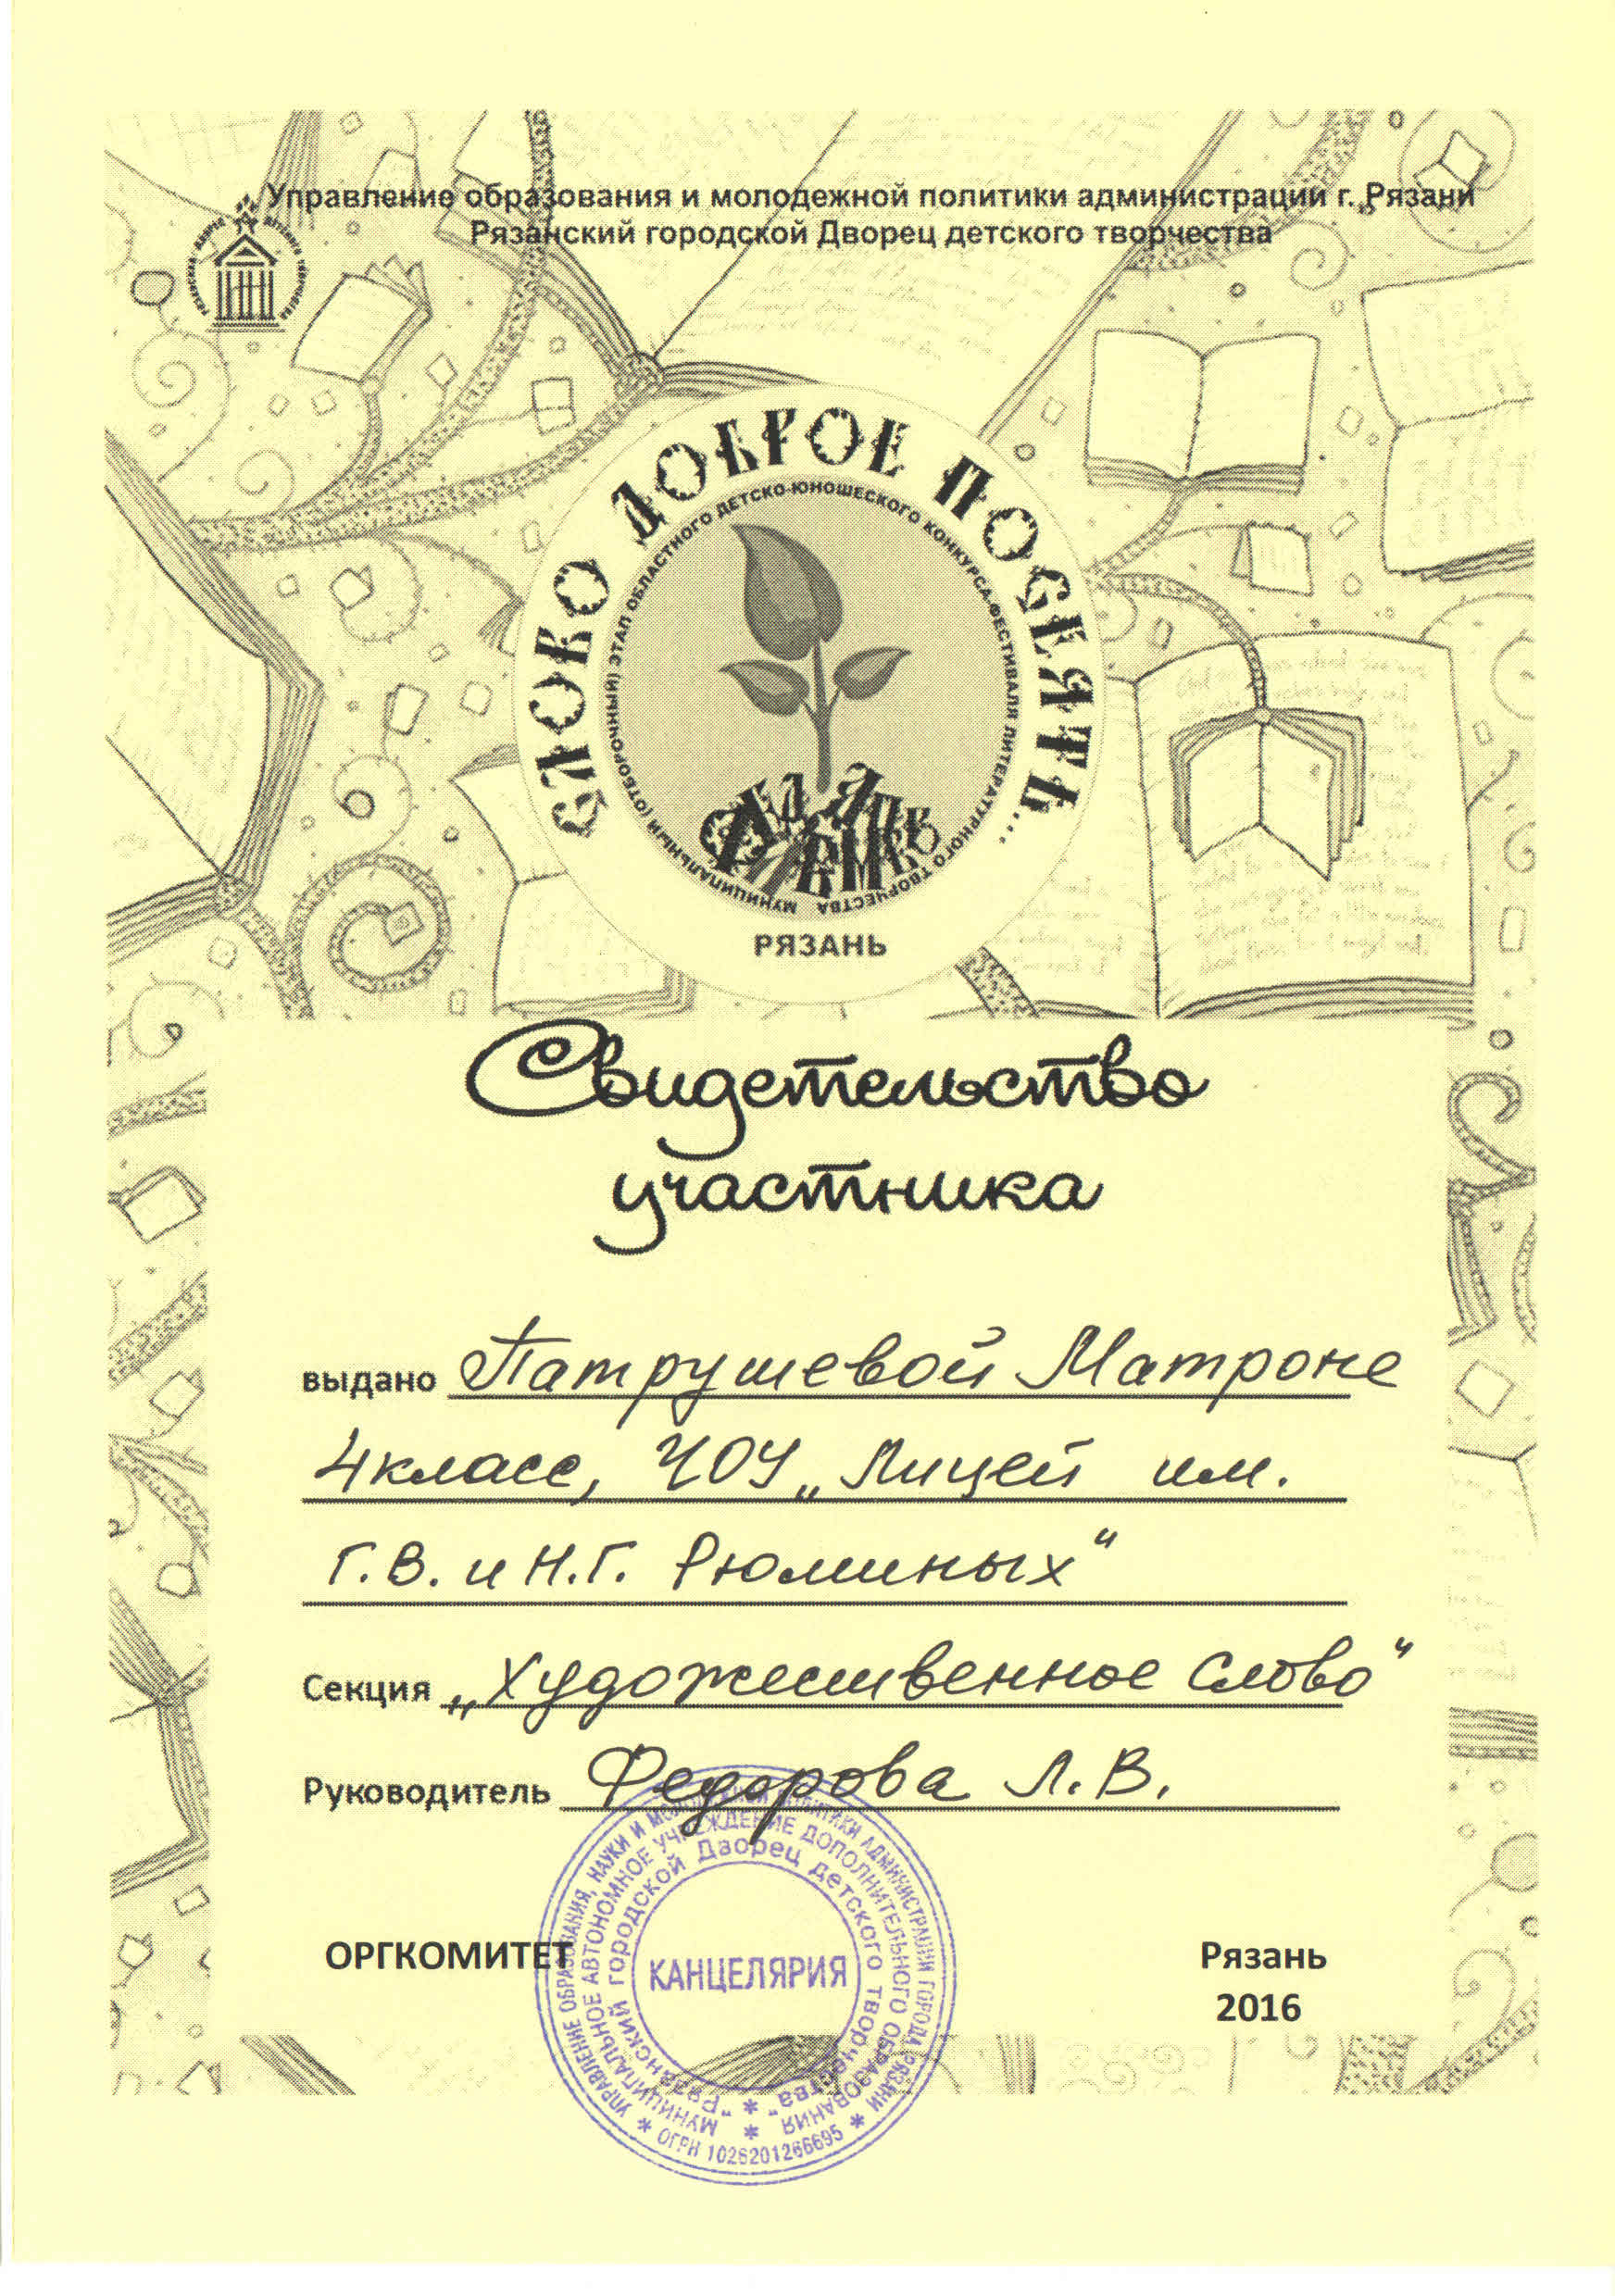 Управление образования и молодежной политики администрации г. Рязани
Рязанский городской Дворец детского творчества
СЛОВО ДОБРОЕ ПОСЕЯТЬ...
МУНИЦИПАЛЬНЫЙ (ОТБОРОЧНЫЙ) ЭТАП ОБЛАСТНОГО ДЕТСКО-ЮНОШЕСКОГО КОНКУРСА-ФЕСТИВАЛЯ ЛИТЕРАТУРНОГО ТВОРЧЕСТВА
РЯЗАНЬ
Свидетельство
участника
выдано Патрушевой Матроне
4 класс, ЧОУ „Лицей им.
Г.В. и Н.Г. Рюминых“
Секция „Художественное слово“
Руководитель Федорова Л.В.
ОРГКОМИТЕТ
Рязань
2016
УПРАВЛЕНИЕ ОБРАЗОВАНИЯ, НАУКИ И МОЛОДЕЖНОЙ ПОЛИТИКИ АДМИНИСТРАЦИИ ГОРОДА РЯЗАНИ
* ОГРН 1026201266695 *
МУНИЦИПАЛЬНОЕ АВТОНОМНОЕ УЧРЕЖДЕНИЕ ДОПОЛНИТЕЛЬНОГО ОБРАЗОВАНИЯ *
"Рязанский городской Дворец детского творчества" *
КАНЦЕЛЯРИЯ